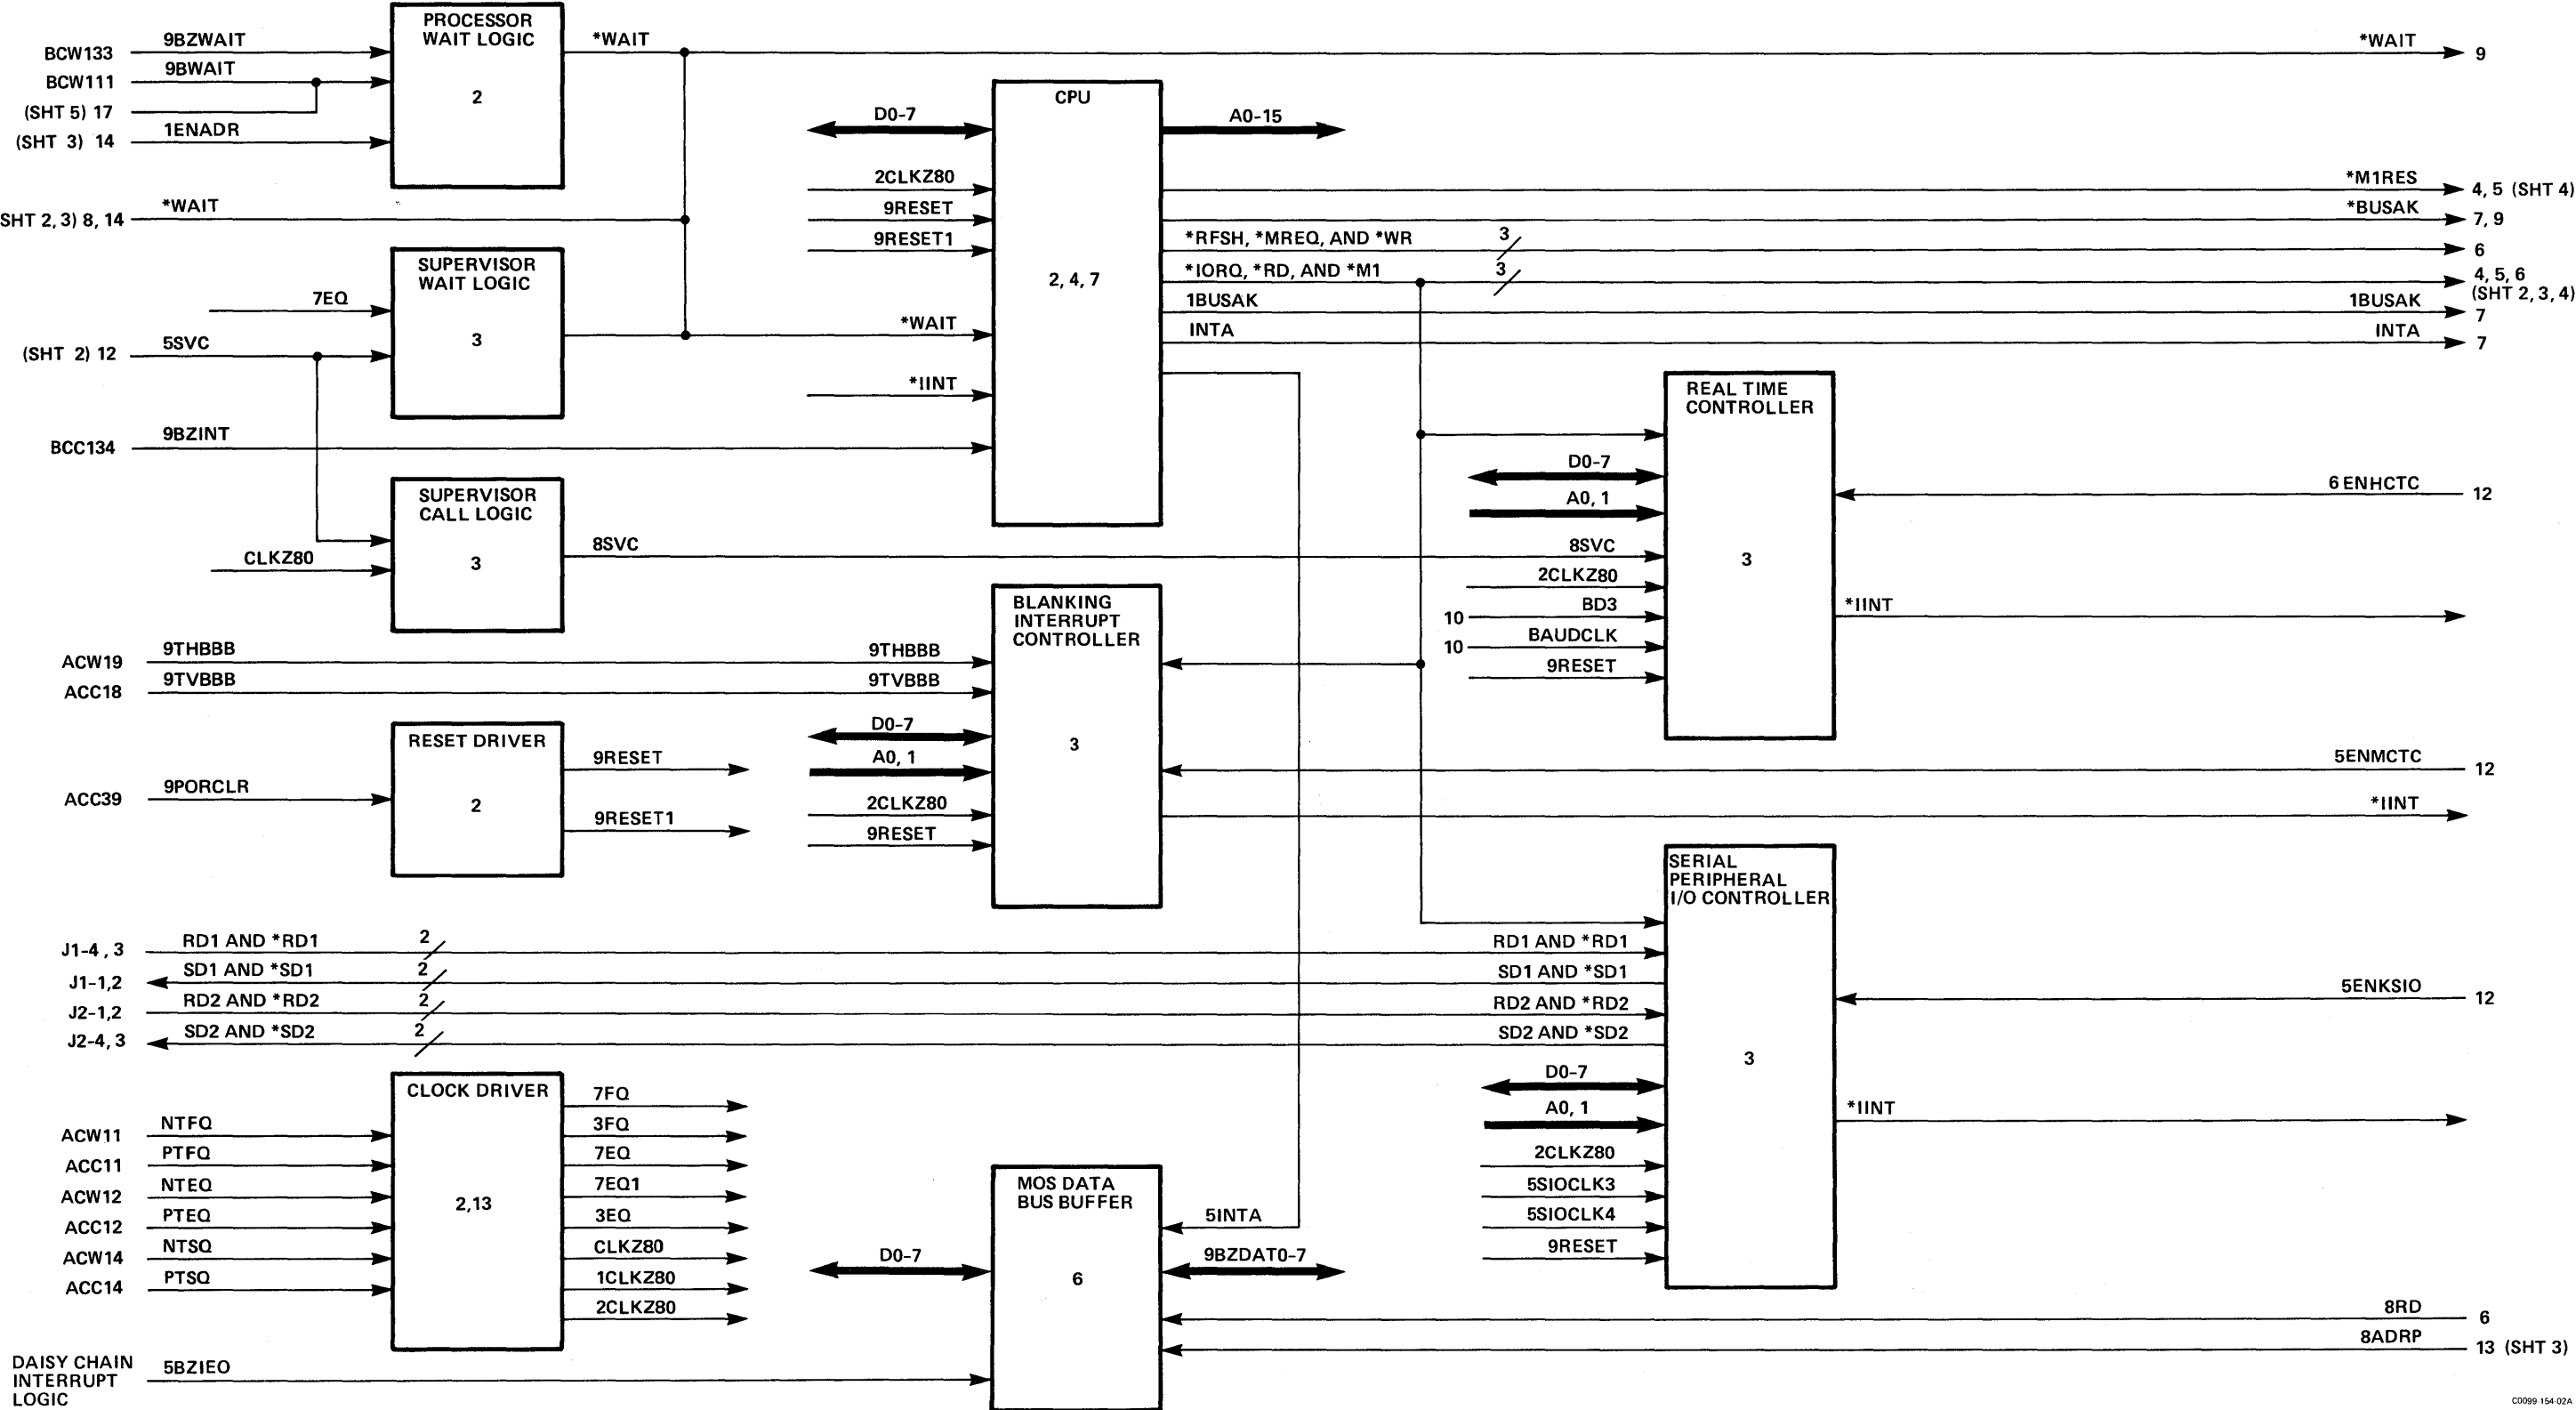 PROCESSOR
WAIT LOGIC
2
BCW133
9BZWAIT
BCW111
9BWAIT
(SHT 5) 17
(SHT 3) 14
1ENADR
*WAIT
*WAIT
9
SHT 2, 3) 8, 14
*WAIT
SUPERVISOR
WAIT LOGIC
3
7EQ
(SHT 2) 12
5SVC
BCC134
9BZINT
SUPERVISOR
CALL LOGIC
3
CLKZ80
8SVC
8SVC
CPU
2, 4, 7
D0-7
2CLKZ80
9RESET
9RESET1
*WAIT
*IINT
A0-15
*M1RES
4, 5 (SHT 4)
*BUSAK
7, 9
*RFSH, *MREQ, AND *WR
3
6
*IORQ, *RD, AND *M1
3
4, 5, 6
(SHT 2, 3, 4)
1BUSAK
1BUSAK
7
INTA
INTA
7
REAL TIME
CONTROLLER
3
D0-7
A0, 1
2CLKZ80
10
BD3
10
BAUDCLK
9RESET
6 ENHCTC
12
*IINT
BLANKING
INTERRUPT
CONTROLLER
3
ACW19
9THBBB
9THBBB
ACC18
9TVBBB
9TVBBB
D0-7
A0, 1
2CLKZ80
9RESET
5ENMCTC
12
*IINT
RESET DRIVER
2
ACC39
9PORCLR
9RESET
9RESET1
SERIAL
PERIPHERAL
I/O CONTROLLER
3
J1-4 , 3
RD1 AND *RD1
2
RD1 AND *RD1
J1-1,2
SD1 AND *SD1
2
SD1 AND *SD1
J2-1,2
RD2 AND *RD2
2
RD2 AND *RD2
J2-4, 3
SD2 AND *SD2
2
SD2 AND *SD2
5ENKSIO
12
D0-7
A0, 1
2CLKZ80
5SIOCLK3
5SIOCLK4
9RESET
*IINT
CLOCK DRIVER
2,13
ACW11
NTFQ
ACC11
PTFQ
ACW12
NTEQ
ACC12
PTEQ
ACW14
NTSQ
ACC14
PTSQ
7FQ
3FQ
7EQ
7EQ1
3EQ
CLKZ80
1CLKZ80
2CLKZ80
MOS DATA
BUS BUFFER
6
D0-7
5INTA
9BZDAT0-7
8RD
6
8ADRP
13 (SHT 3)
DAISY CHAIN
INTERRUPT
LOGIC
5BZIEO
C0099-154-02A